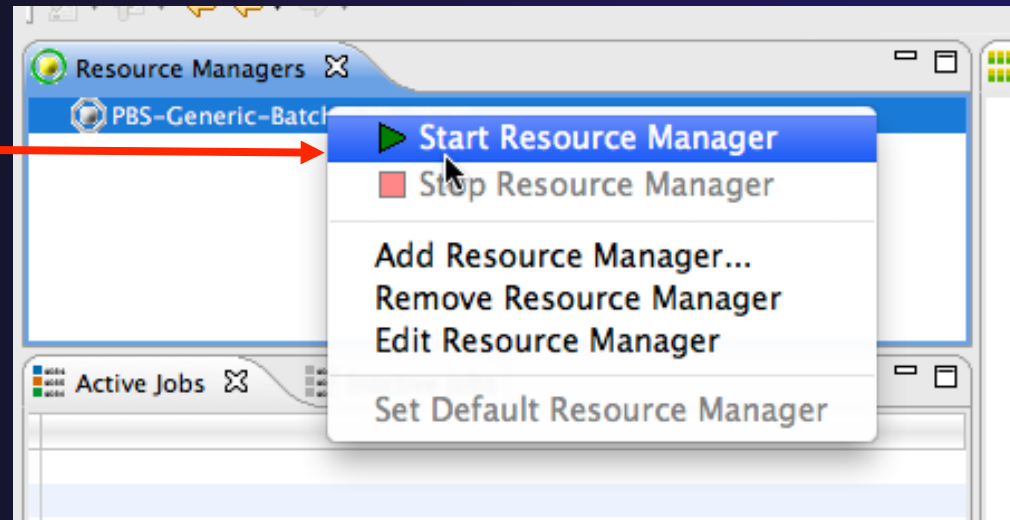 Resource Managers
PBS-Generic-Batch
Start Resource Manager
Stop Resource Manager
Add Resource Manager...
Remove Resource Manager
Edit Resource Manager
Active Jobs
Set Default Resource Manager